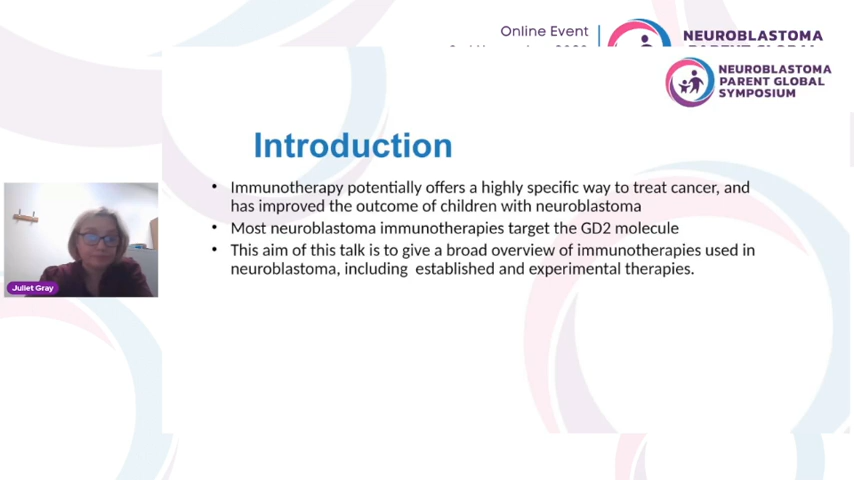 Online Event
NEUROBLASTOMA
NEUROBLASTOMA
PARENT GLOBAL
SYMPOSIUM
Introduction
• Immunotherapy potentially offers a highly specific way to treat cancer, and
has improved the outcome of children with neuroblastoma
• Most neuroblastoma immunotherapies target the GD2 molecule
• This aim of this talk is to give a broad overview of immunotherapies used in
neuroblastoma, including established and experimental therapies.
Juliet Gray